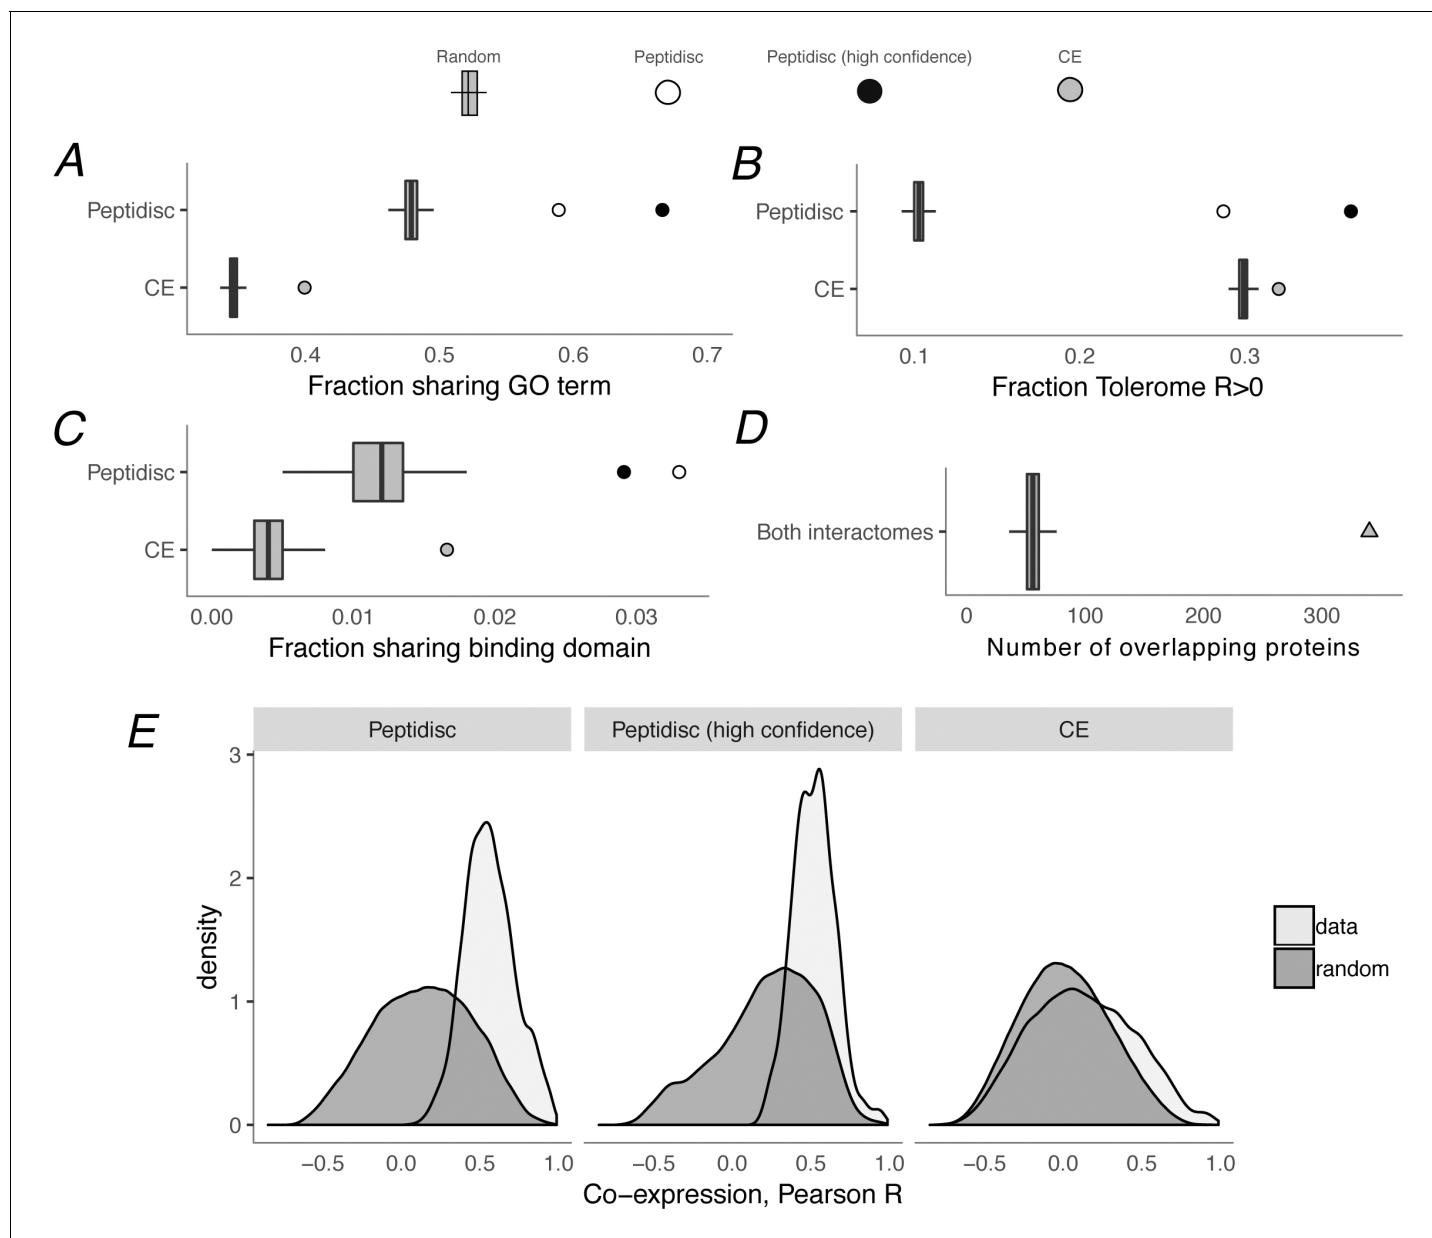 Random Peptidisc Peptidisc (high confidence) CE
A
Peptidisc
CE
0.4 0.5 0.6 0.7
Fraction sharing GO term
B
Peptidisc
CE
0.1 0.2 0.3
Fraction Tolerome R>0
C
Peptidisc
CE
0.00 0.01 0.02 0.03
Fraction sharing binding domain
D
Both interactomes
0 100 200 300
Number of overlapping proteins
E
Peptidisc Peptidisc (high confidence) CE
3
2
1
0
density
−0.5 0.0 0.5 1.0 −0.5 0.0 0.5 1.0 −0.5 0.0 0.5 1.0
Co−expression, Pearson R
data
random